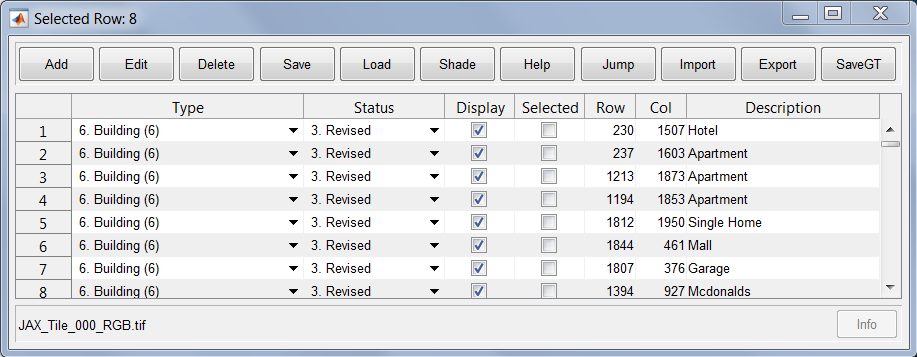 Selected Row: 8
Add Edit Delete Save Load Shade Help Jump Import Export SaveGT
Type Status Display Selected Row Col Description
1 6. Building (6) 3. Revised 230 1507 Hotel
2 6. Building (6) 3. Revised 237 1603 Apartment
3 6. Building (6) 3. Revised 1213 1873 Apartment
4 6. Building (6) 3. Revised 1194 1853 Apartment
5 6. Building (6) 3. Revised 1812 1950 Single Home
6 6. Building (6) 3. Revised 1844 461 Mall
7 6. Building (6) 3. Revised 1807 376 Garage
8 6. Building (6) 3. Revised 1394 927 Mcdonalds
JAX_Tile_000_RGB.tif Info